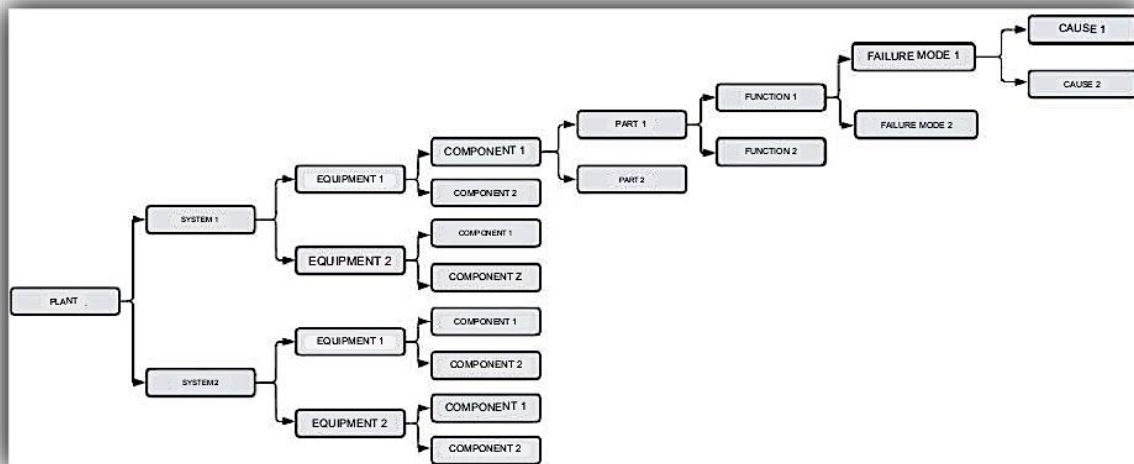 CAUSE 1
FAILURE MODE 1
CAUSE 2
FUNCTION 1
PART 1
FAILURE MODE 2
COMPONENT 1
FUNCTION 2
EQUIPMENT 1
PART 2
COMPONENT 2
SYSTEM 1
COMPONENT 1
EQUIPMENT 2
COMPONENT Z
PLANT
COMPONENT 1
EQUIPMENT 1
COMPONENT 2
SYSTEM2
COMPONENT 1
EQUIPMENT 2
COMPONENT 2